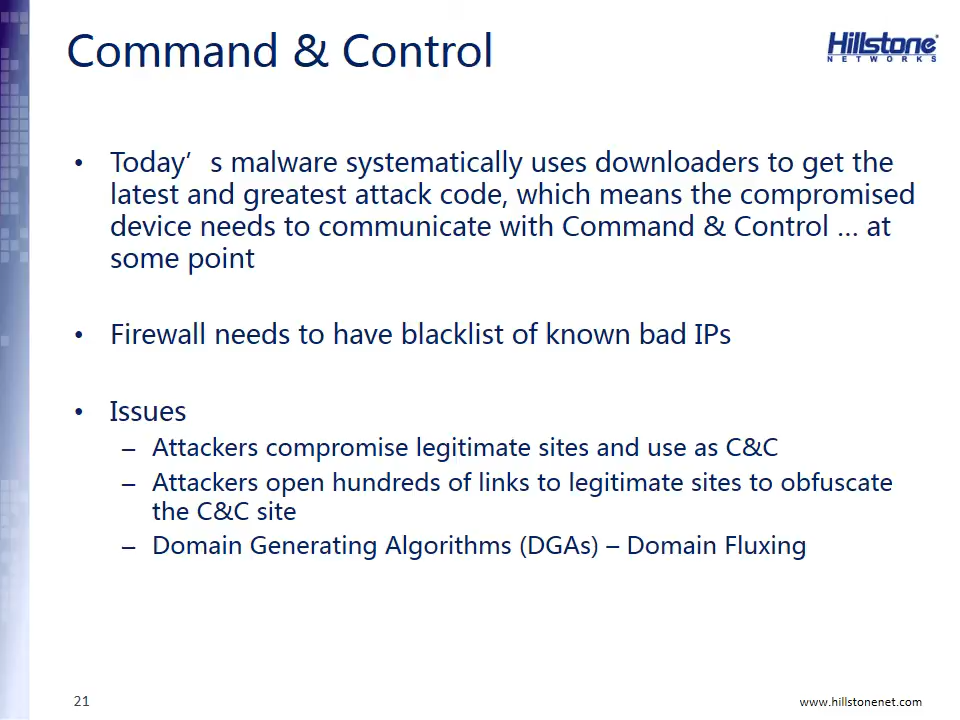 Command & Control
Hillstone
NETWORKS
• Today’ s malware systematically uses downloaders to get the
latest and greatest attack code, which means the compromised
device needs to communicate with Command & Control … at
some point
• Firewall needs to have blacklist of known bad IPs
• Issues
– Attackers compromise legitimate sites and use as C&C
– Attackers open hundreds of links to legitimate sites to obfuscate
the C&C site
– Domain Generating Algorithms (DGAs) – Domain Fluxing
21
www.hillstonenet.com